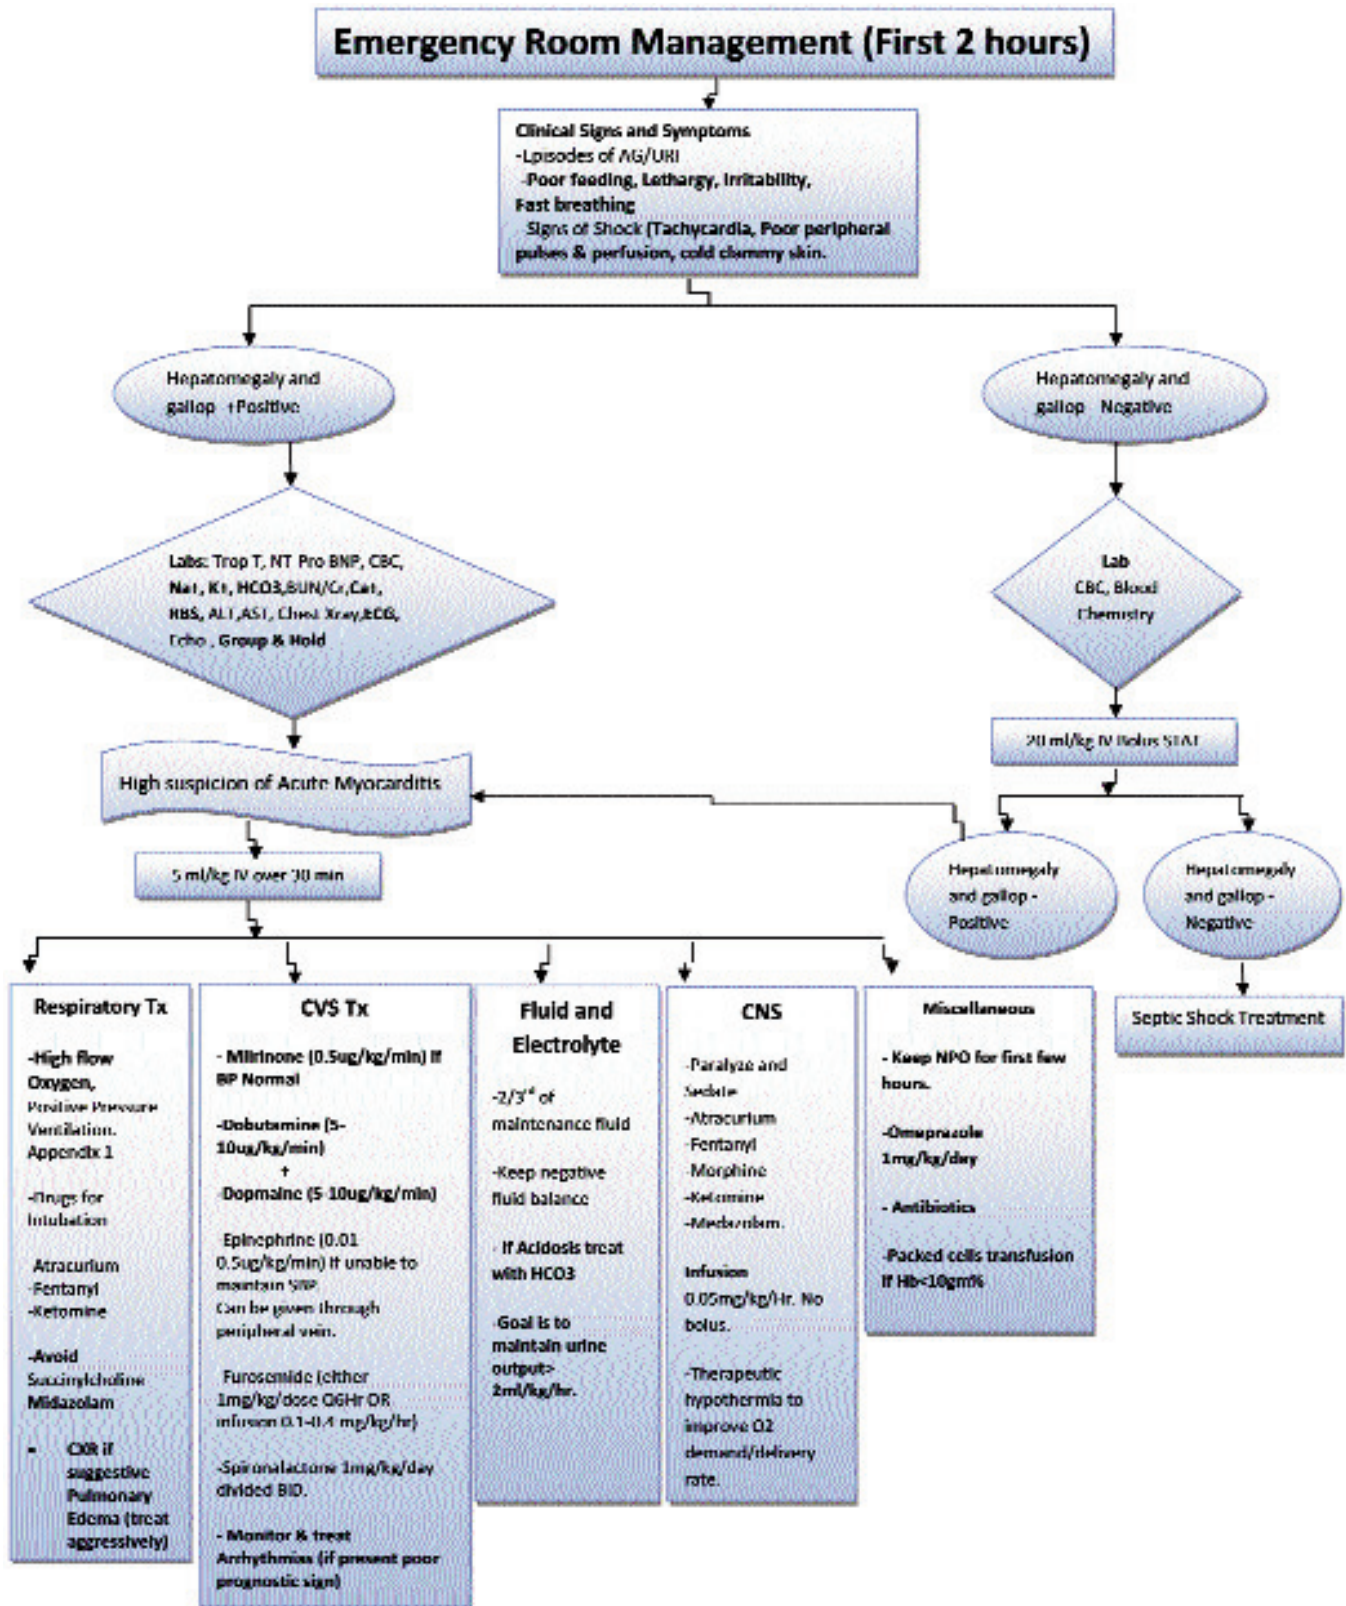 Emergency Room Management (First 2 hours)
Clinical Signs and Symptoms
-Episodes of AG/URI
-Poor feeding, Lethargy, Irritability,
Fast breathing
Signs of Shock (Tachycardia, Poor peripheral
pulses & perfusion, cold clammy skin.
Hepatomegaly and
gallop +Positive
Hepatomegaly and
gallop Negative
Labs: Trop T, NT Pro BNP, CBC,
Na+, K+, HCO3,BUN/Cr,Ca+,
RBS, ALT,AST, Chest Xray,ECG,
Echo , Group & Hold
Lab
CBC, Blood
Chemistry
20 ml/kg IV Bolus STAT
High suspicion of Acute Myocarditis
5 ml/kg IV over 30 min
Hepatomegaly
and gallop -
Positive
Hepatomegaly
and gallop -
Negative
Septic Shock Treatment
Respiratory Tx
-High flow
Oxygen,
Positive Pressure
Ventilation.
Appendix 1
-Drugs for
Intubation
Atracurium
-Fentanyl
-Ketomine
-Avoid
Succinylcholine
Midazolam
- CXR if
suggestive
Pulmonary
Edema (treat
aggressively)
CVS Tx
- Milrinone (0.5ug/kg/min) If
BP Normal
-Dobutamine (5-
10ug/kg/min)
+
-Dopmaine (5-10ug/kg/min)
Epinephrine (0.01
0.5ug/kg/min) if unable to
maintain SBP.
Can be given through
peripheral vein.
Furosemide (either
1mg/kg/dose Q6Hr OR
infusion 0.1-0.4 mg/kg/hr)
-Spironalactone 1mg/kg/day
divided BID.
- Monitor & treat
Arrhythmias (if present poor
prognostic sign)
Fluid and
Electrolyte
-2/3rd of
maintenance fluid
-Keep negative
fluid balance
- If Acidosis treat
with HCO3
-Goal is to
maintain urine
output>
2ml/kg/hr.
CNS
-Paralyze and
Sedate
-Atracurium
-Fentanyl
-Morphine
-Ketomine
-Medazolam.
Infusion
0.05mg/kg/Hr. No
bolus.
-Therapeutic
hypothermia to
improve O2
demand/delivery
rate.
Miscellaneous
- Keep NPO for first few
hours.
-Omeprazole
1mg/kg/day
- Antibiotics
-Packed cells transfusion
If Hb<10gm%